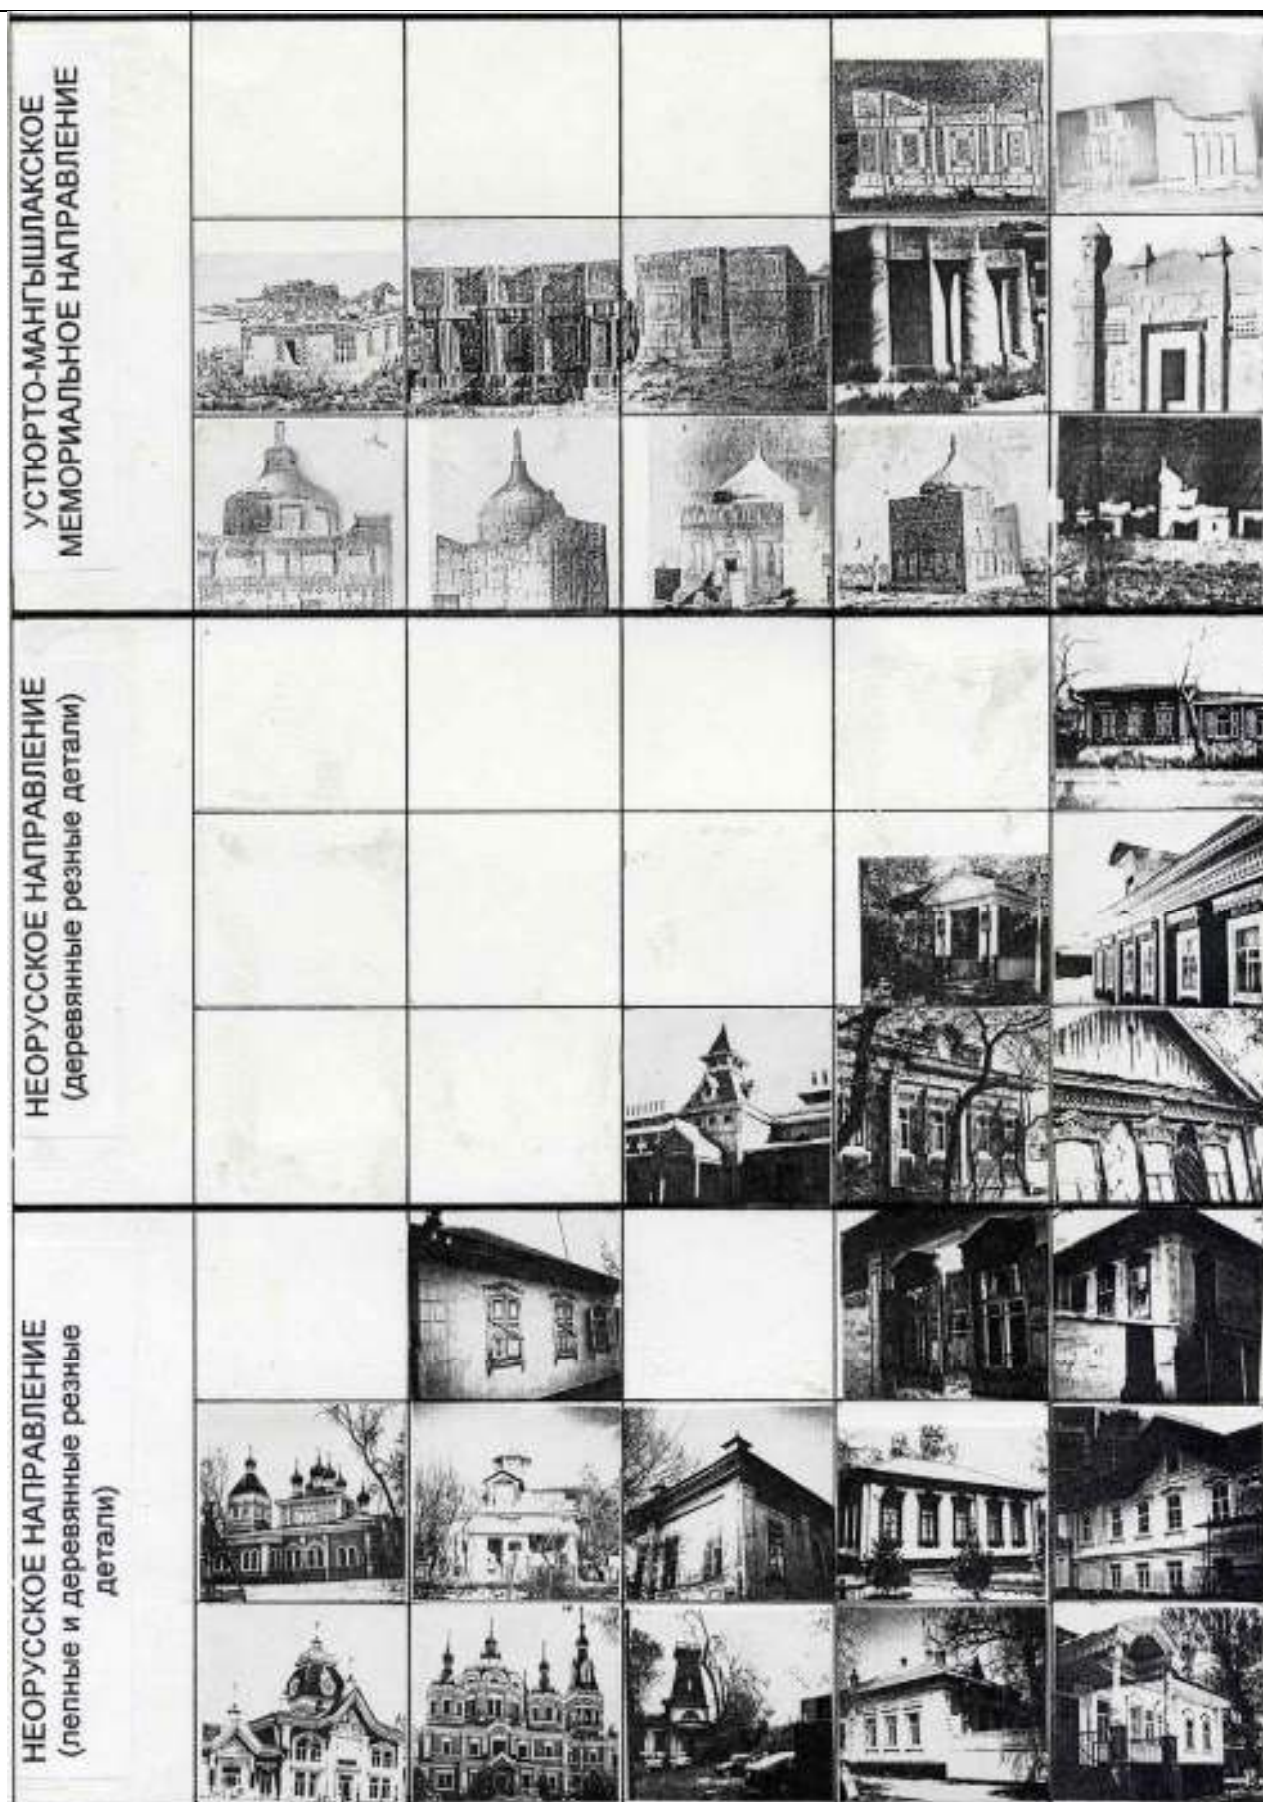 УСТЮРТО-МАНГЫШЛАКСКОЕ
МЕМОРИАЛЬНОЕ НАПРАВЛЕНИЕ
НЕОРУССКОЕ НАПРАВЛЕНИЕ
(деревянные резные детали)
НЕОРУССКОЕ НАПРАВЛЕНИЕ
(лепные и деревянные резные
детали)